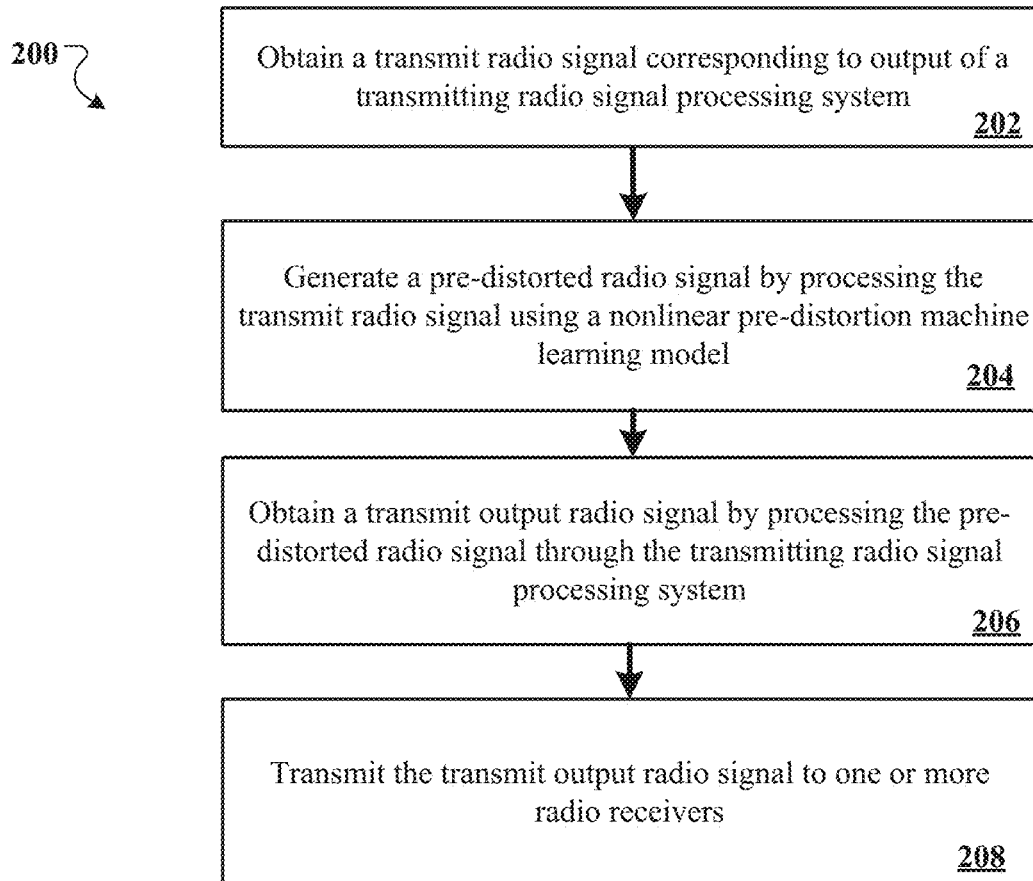 200
Obtain a transmit radio signal corresponding to output of a
transmitting radio signal processing system
202
Generate a pre-distorted radio signal by processing the
transmit radio signal using a nonlinear pre-distortion machine
learning model
204
Obtain a transmit output radio signal by processing the pre-
distorted radio signal through the transmitting radio signal
processing system
206
Transmit the transmit output radio signal to one or more
radio receivers
208